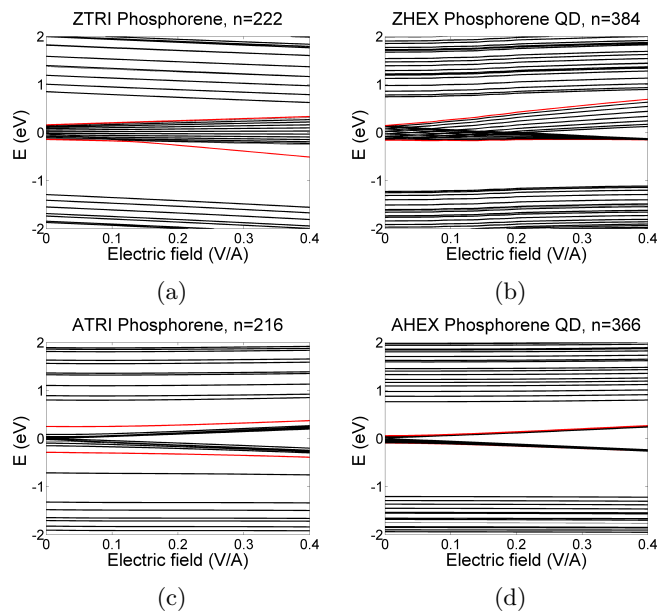 ZTRI Phosphorene, n=222
2
1
0
-1
-2
E (eV)
0 0.1 0.2 0.3 0.4
Electric field (V/A)
(a)
ZHEX Phosphorene QD, n=384
2
1
0
-1
-2
E (eV)
0 0.1 0.2 0.3 0.4
Electric field (V/A)
(b)
ATRI Phosphorene, n=216
2
1
0
-1
-2
E (eV)
0 0.1 0.2 0.3 0.4
Electric field (V/A)
(c)
AHEX Phosphorene QD, n=366
2
1
0
-1
-2
E (eV)
0 0.1 0.2 0.3 0.4
Electric field (V/A)
(d)